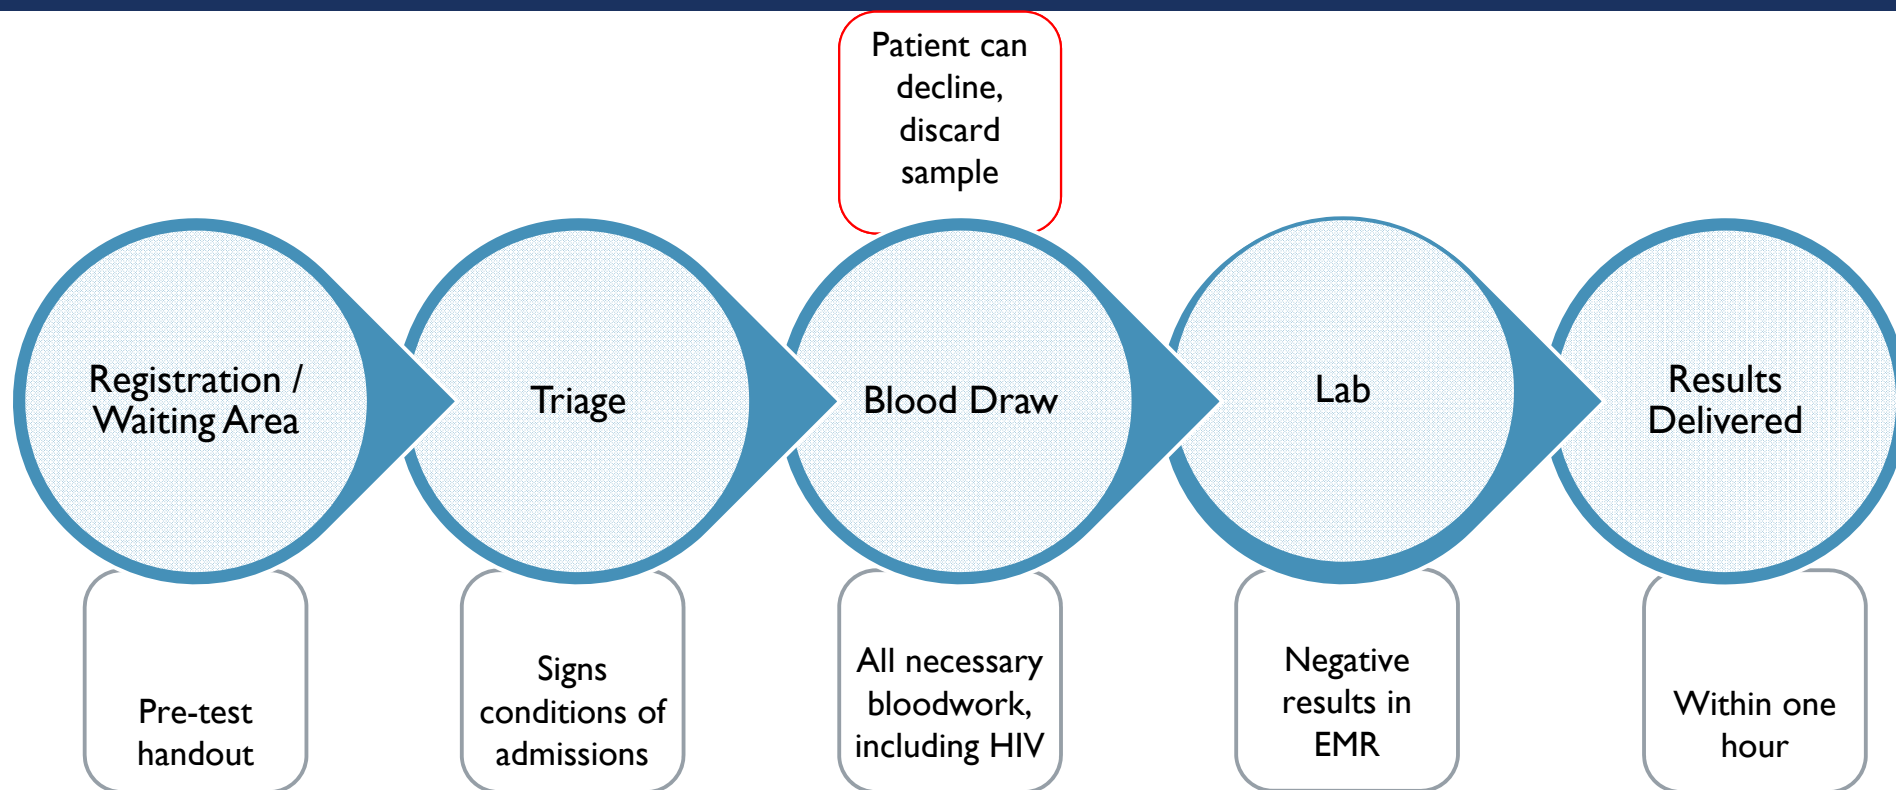 Patient can
decline,
discard
sample
Registration /
Waiting Area
Triage
Blood Draw
Lab
Results
Delivered
Pre-test
handout
Signs
conditions of
admissions
All necessary
bloodwork,
including HIV
Negative
results in
EMR
Within one
hour